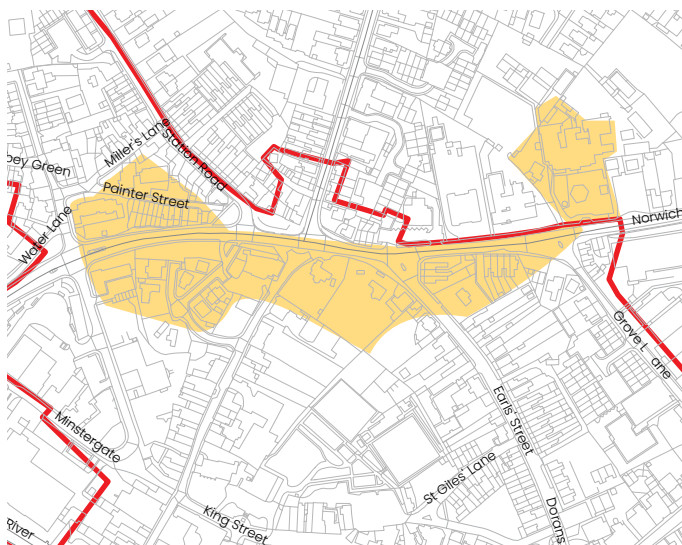 Miller's Lane
Station Road
bey Green
Painter Street
Water Lane
Norwich
Grove Lane
Minstergate
Earls Street
St Giles' Lane
King Street
Dorans
River